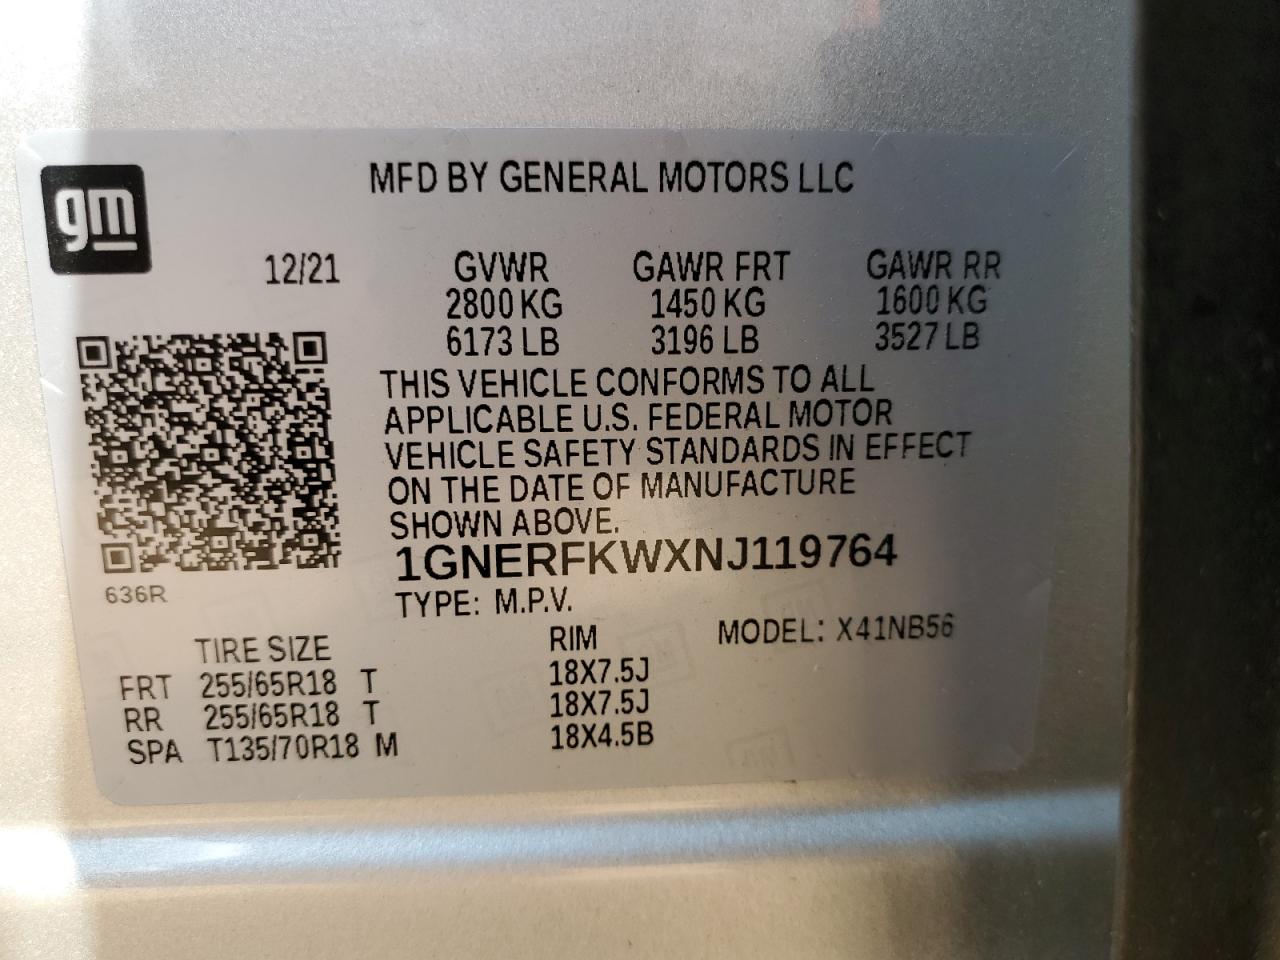 gm
MFD BY GENERAL MOTORS LLC
12/21 GVWR GAWR FRT GAWR RR
2800 KG 1450 KG 1600 KG
6173 LB 3196 LB 3527 LB
THIS VEHICLE CONFORMS TO ALL
APPLICABLE U.S. FEDERAL MOTOR
VEHICLE SAFETY STANDARDS IN EFFECT
ON THE DATE OF MANUFACTURE
SHOWN ABOVE.
1GNERFKWXNJ119764
636R
TYPE: M.P.V.
TIRE SIZE RIM MODEL: X41NB56
FRT 255/65R18 T 18X7.5J
RR 255/65R18 T 18X7.5J
SPA T135/70R18 M 18X4.5B